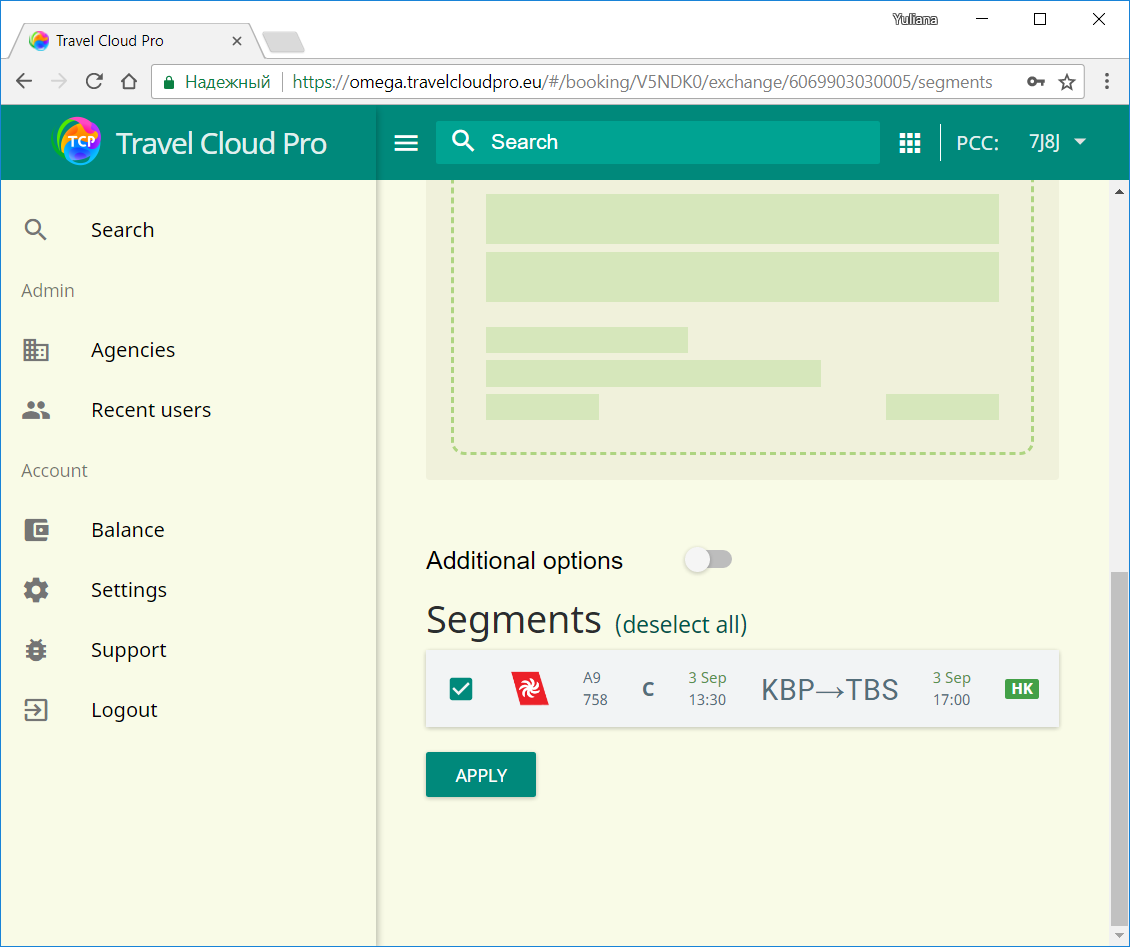 Yuliana
Travel Cloud Pro
Надежный https://omega.travelcloudpro.eu/#/booking/V5NDK0/exchange/6069903030005/segments
TCP Travel Cloud Pro
Search
PCC: 7J8J
Search
Admin
Agencies
Recent users
Account
Balance
Settings
Support
Logout
Additional options
Segments (deselect all)
A9 758 C 3 Sep 13:30 KBP→TBS 3 Sep 17:00 HK
APPLY